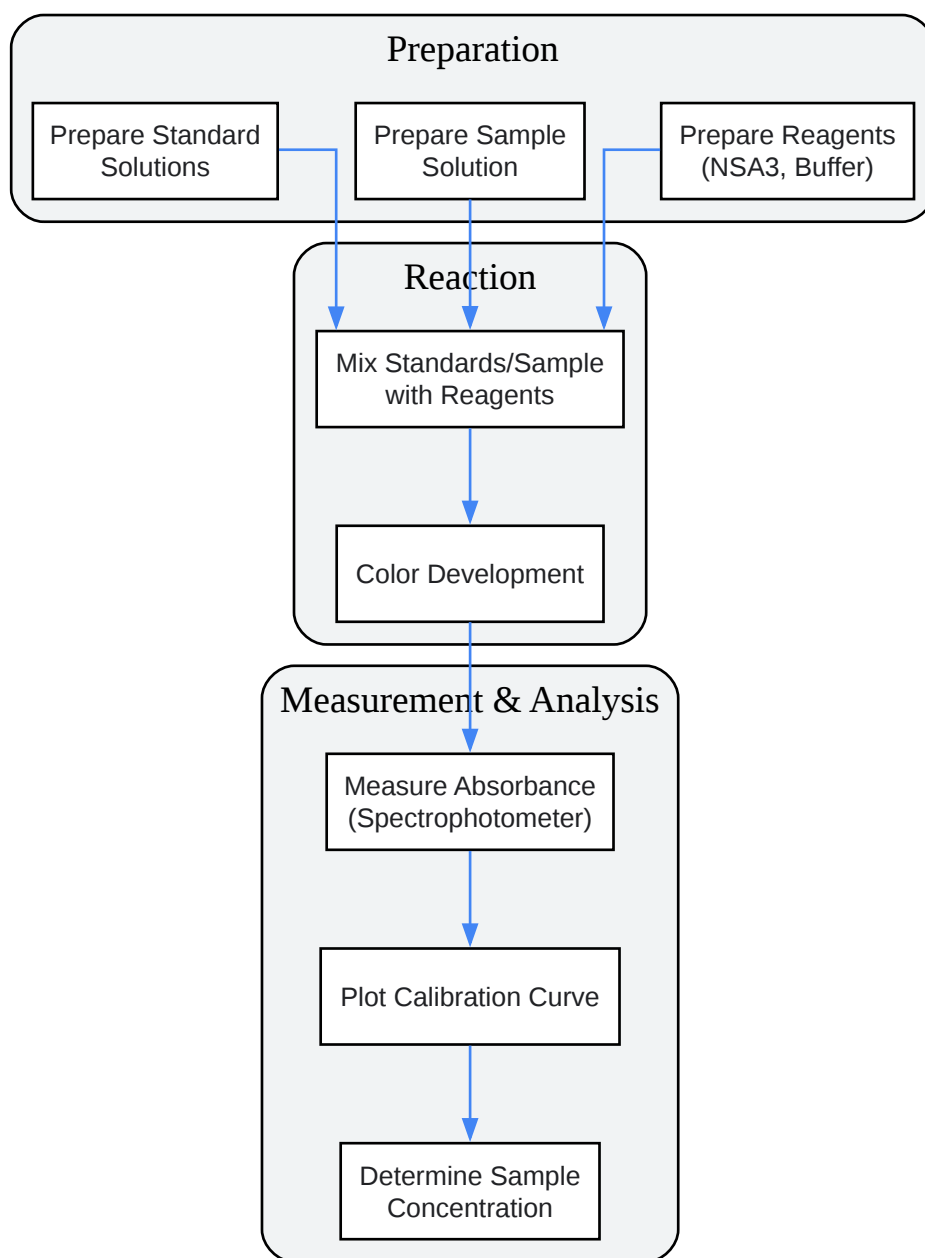 Preparation
Prepare Standard
Solutions
Prepare Sample
Solution
Prepare Reagents
(NSA3, Buffer)
Reaction
Mix Standards/Sample
with Reagents
Color Development
Measurement & Analysis
Measure Absorbance
(Spectrophotometer)
Plot Calibration Curve
Determine Sample
Concentration